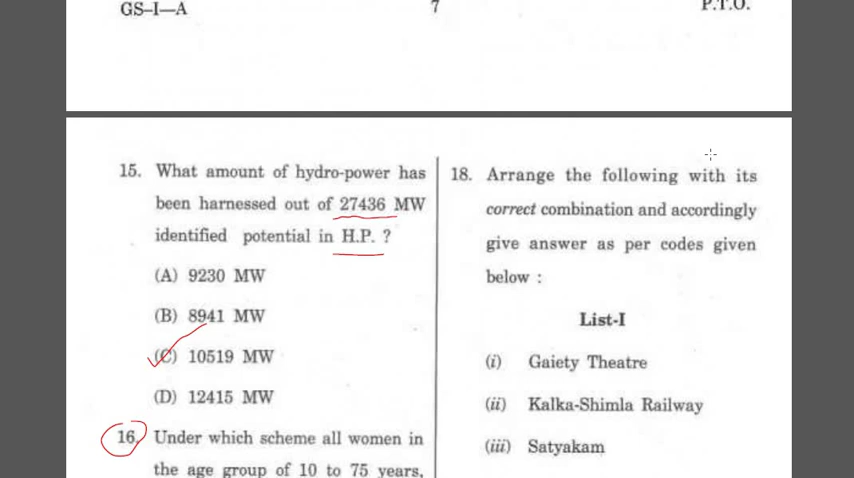 GS–I—A
7
P.T.O.
15. What amount of hydro-power has
been harnessed out of 27436 MW
identified potential in H.P. ?
(A) 9230 MW
(B) 8941 MW
(C) 10519 MW
(D) 12415 MW
16. Under which scheme all women in
the age group of 10 to 75 years,
18. Arrange the following with its
correct combination and accordingly
give answer as per codes given
below :
List-I
(i) Gaiety Theatre
(ii) Kalka-Shimla Railway
(iii) Satyakam